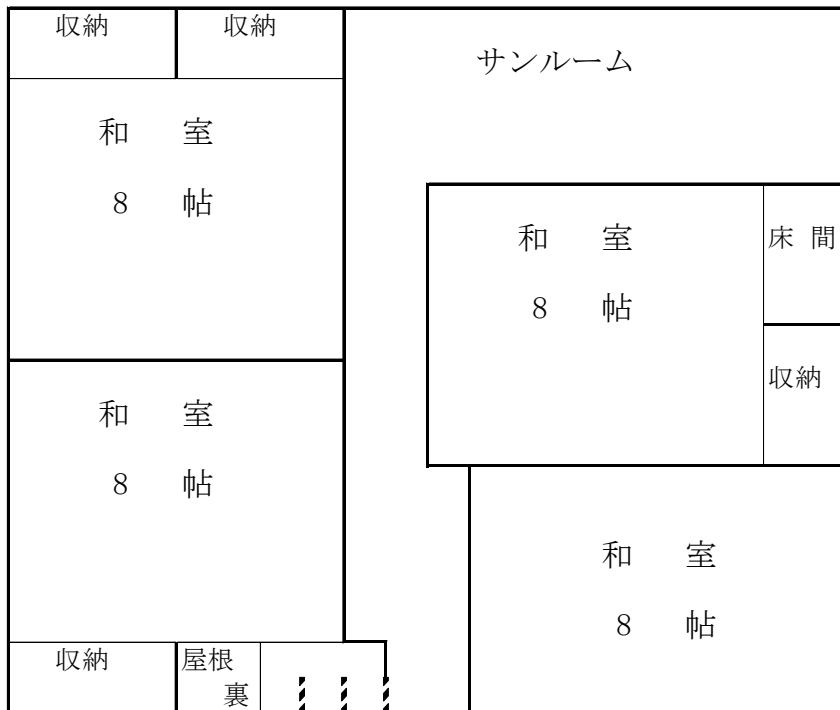 収納
収納
サンルーム
和 室
8 帖
和 室
8 帖
床 間
収納
和 室
8 帖
和 室
8 帖
収納
屋根
裏